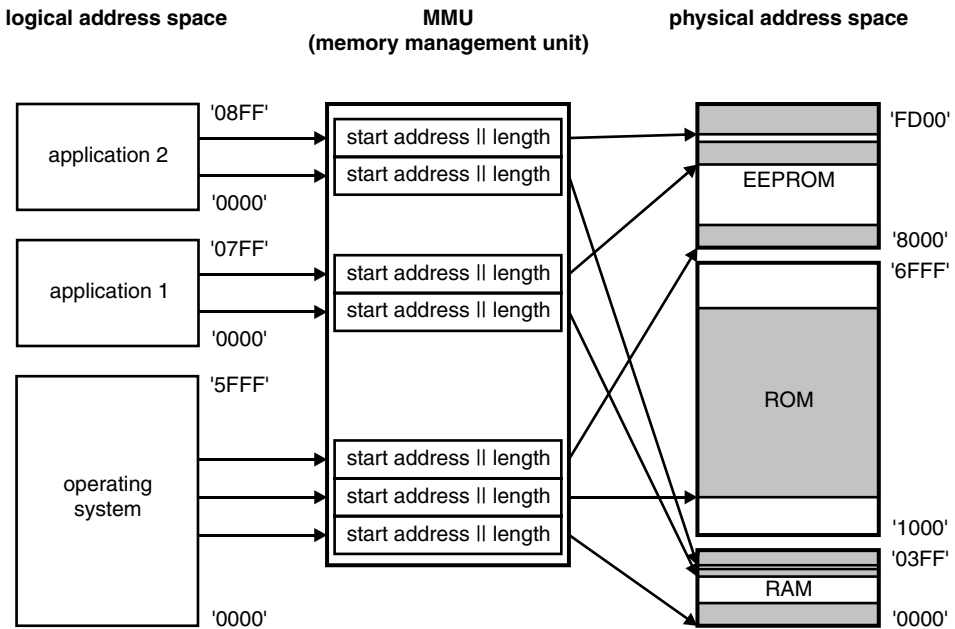 logical address space
MMU
(memory management unit)
physical address space
application 2
'08FF'
'0000'
application 1
'07FF'
'0000'
operating
system
'5FFF'
'0000'
start address || length
start address || length
start address || length
start address || length
start address || length
start address || length
start address || length
'FD00'
EEPROM
'8000'
'6FFF'
ROM
'1000'
'03FF'
RAM
'0000'